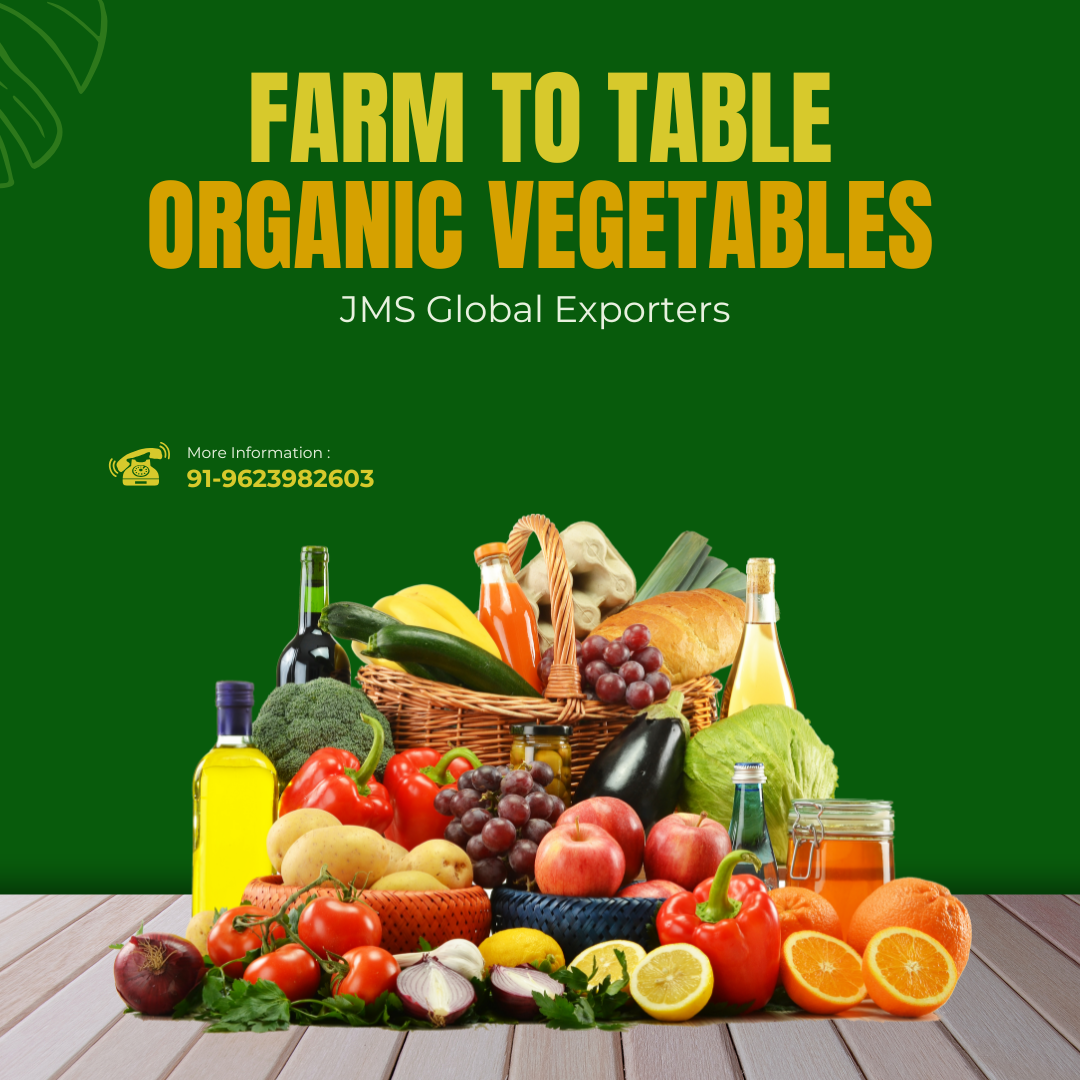 FARM TO TABLE
ORGANIC VEGETABLES
JMS Global Exporters
More Information :
91-9623982603